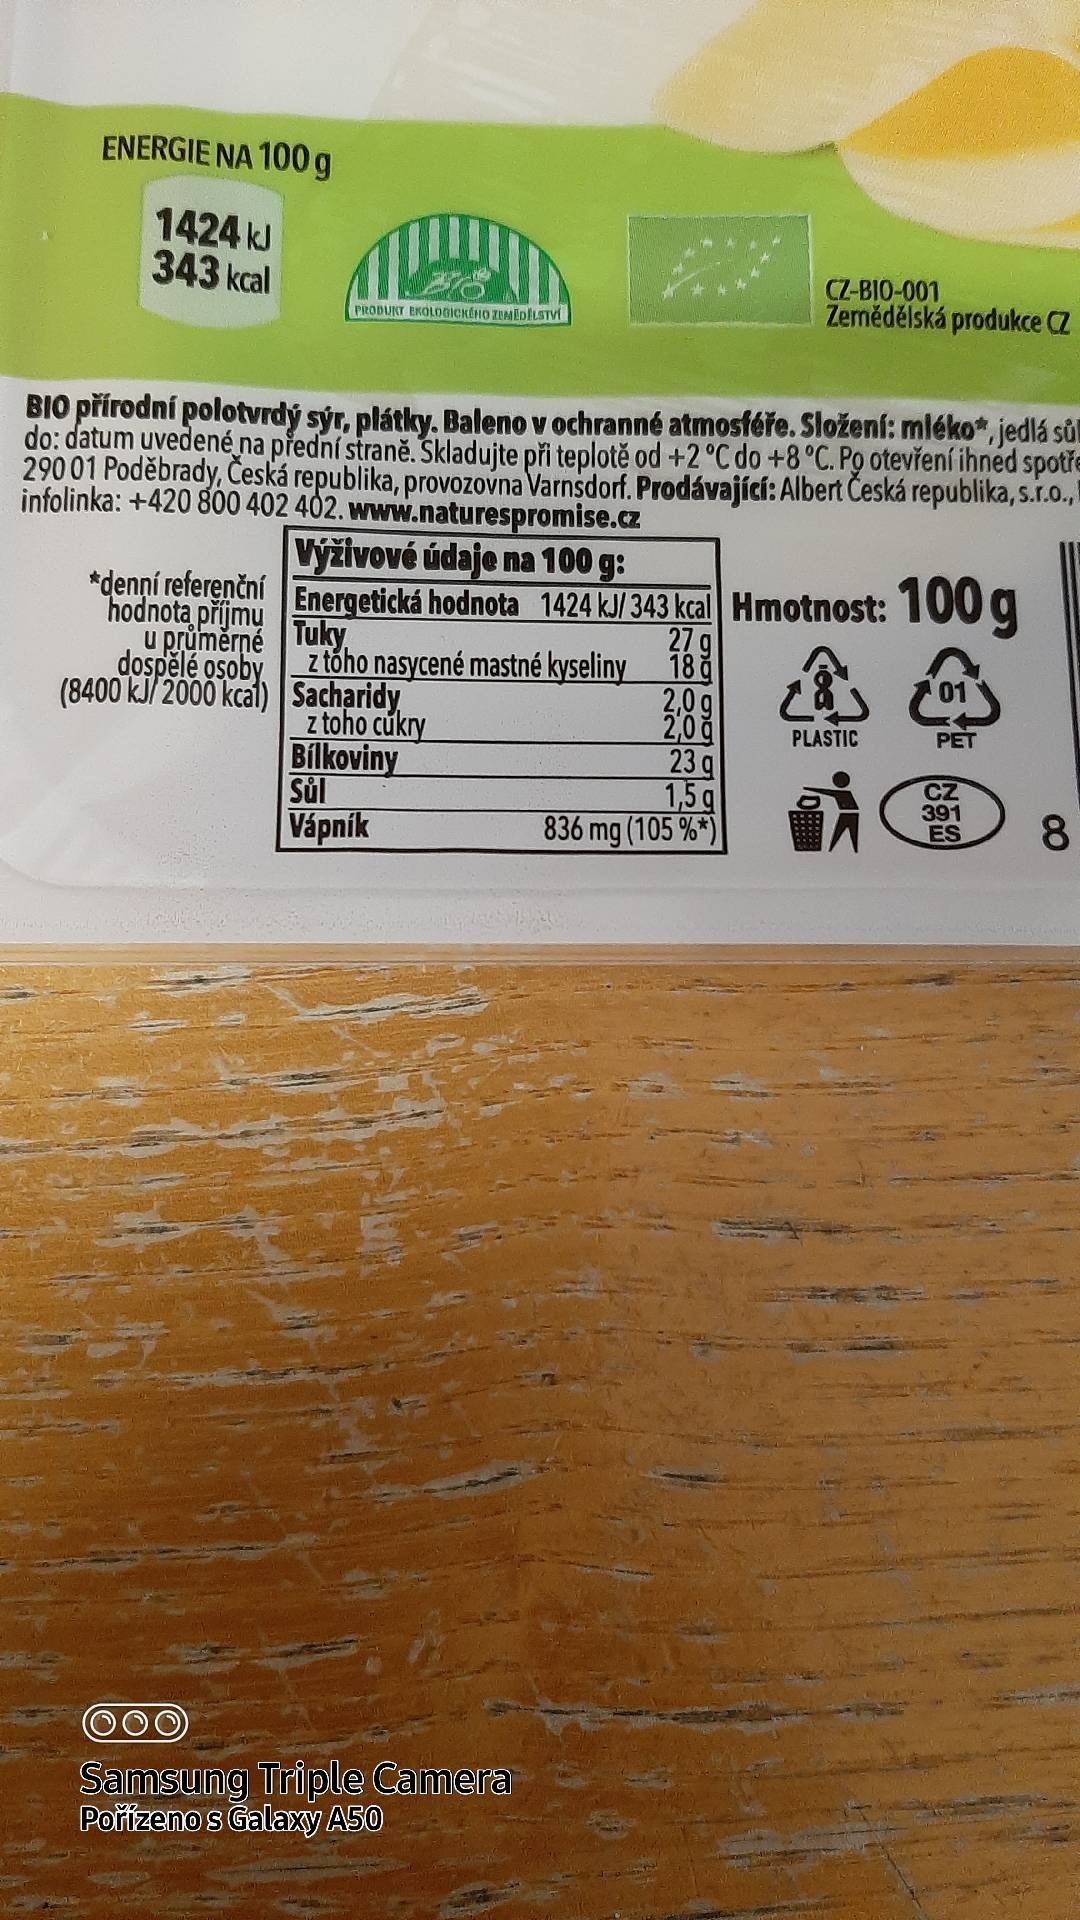 ENERGIE NA 100 g
1424 kJ
343 kcal
BIO
PRODUKT EKOLOGICKÉHO ZEMĚDĚLSTVÍ
CZ-BIO-001
Zemědělská produkce CZ
BIO přírodní polotvrdý sýr, plátky. Baleno v ochranné atmosféře. Složení: mléko*, jedlá sůl
do: datum uvedené na přední straně. Skladujte při teplotě od +2 °C do +8 °C. Po otevření ihned spotře
290 01 Poděbrady, Česká republika, provozovna Varnsdorf. Prodávající: Albert Česká republika, s.r.o.,
infolinka: +420 800 402 402. www.naturespromise.cz
*denní referenční
hodnota příjmu
u průměrné
dospělé osoby
(8400 kJ/ 2000 kcal)
Výživové údaje na 100 g:
Energetická hodnota 1424 kJ/ 343 kcal
Tuky 27 g
z toho nasycené mastné kyseliny 18 g
Sacharidy 2,0 g
z toho cukry 2,0 g
Bílkoviny 23 g
Sůl 1,5 g
Vápník 836 mg (105 %*)
Hmotnost: 100 g
PLASTIC
01
PET
CZ
391
ES
8
Samsung Triple Camera
Pořízeno s Galaxy A50